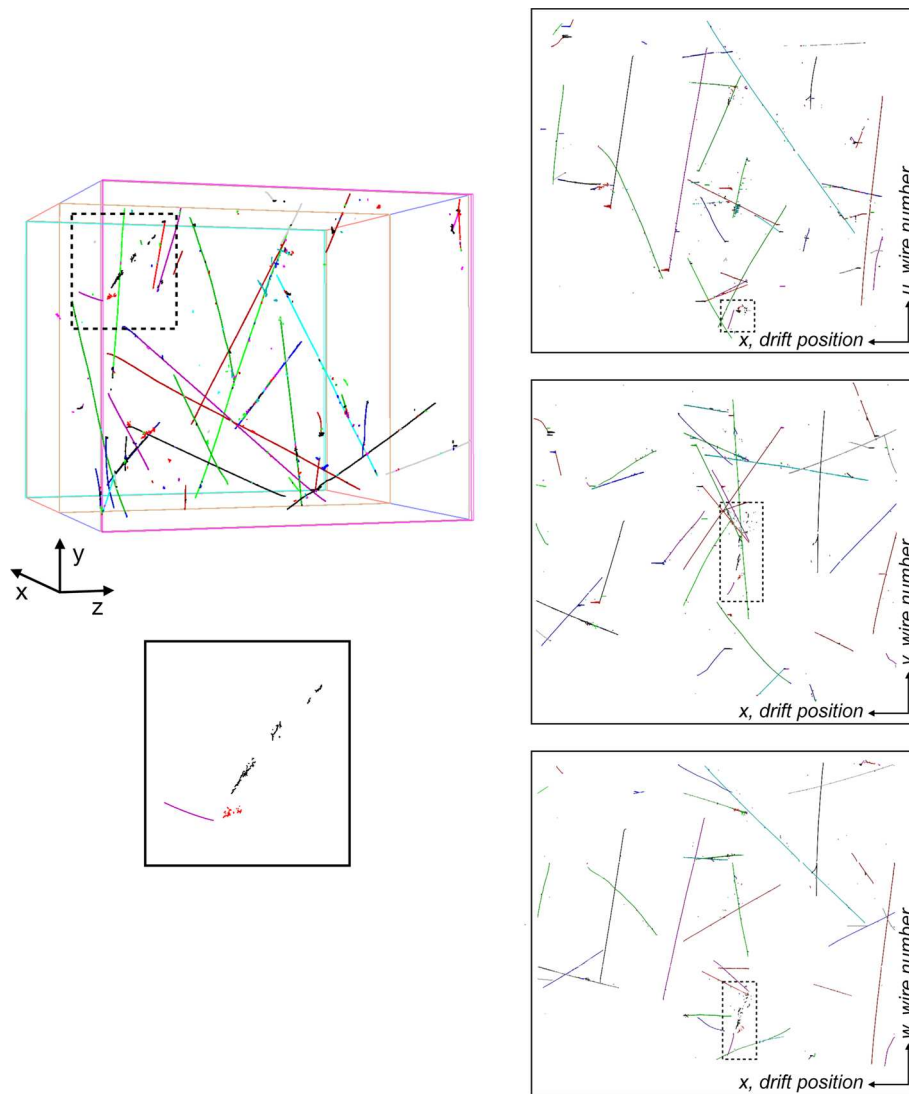 u, wire number
x, drift position
y
x
z
v, wire number
x, drift position
w, wire number
x, drift position